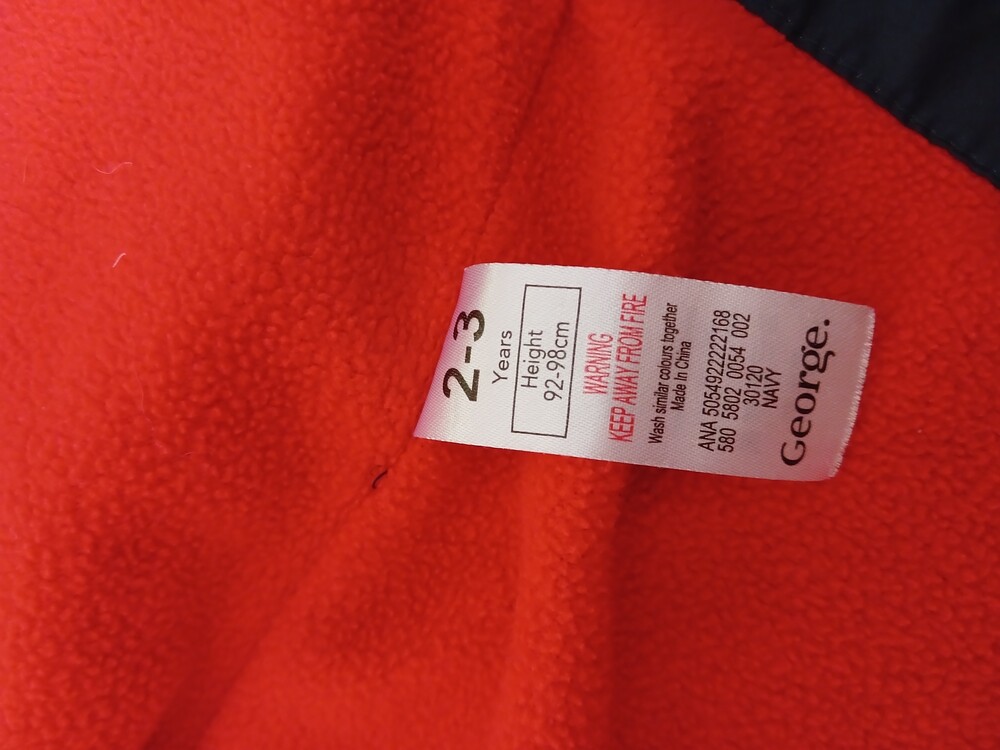 2-3
Years
Height
92-98cm
WARNING
KEEP AWAY FROM FIRE
Wash similar colours together
Made In China
ANA 5054922222168
580 5802 0054 002
30120
NAVY
George.